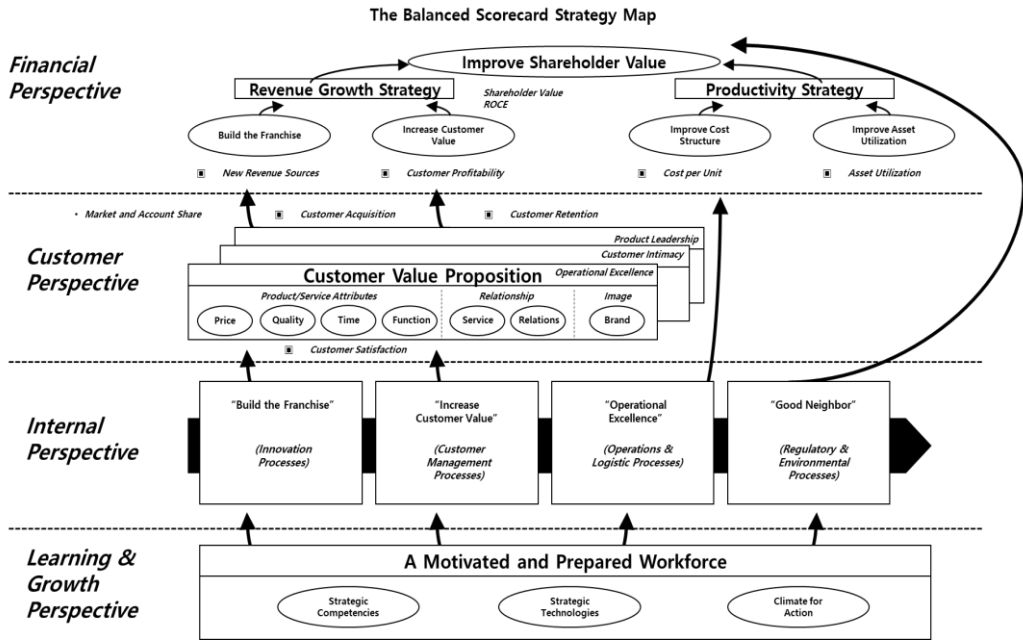 The Balanced Scorecard Strategy Map
Financial
Perspective
Improve Shareholder Value
Revenue Growth Strategy
Shareholder Value
ROCE
Productivity Strategy
Build the Franchise
Increase Customer
Value
Improve Cost
Structure
Improve Asset
Utilization
▣ New Revenue Sources
▣ Customer Profitability
▣ Cost per Unit
▣ Asset Utilization
• Market and Account Share
▣ Customer Acquisition
▣ Customer Retention
Customer
Perspective
Product Leadership
Customer Intimacy
Customer Value Proposition
Operational Excellence
Product/Service Attributes
Relationship
Image
Price
Quality
Time
Function
Service
Relations
Brand
▣ Customer Satisfaction
Internal
Perspective
"Build the Franchise"
(Innovation
Processes)
"Increase
Customer Value"
(Customer
Management
Processes)
"Operational
Excellence"
(Operations &
Logistic Processes)
"Good Neighbor"
(Regulatory &
Environmental
Processes)
Learning &
Growth
Perspective
A Motivated and Prepared Workforce
Strategic
Competencies
Strategic
Technologies
Climate for
Action